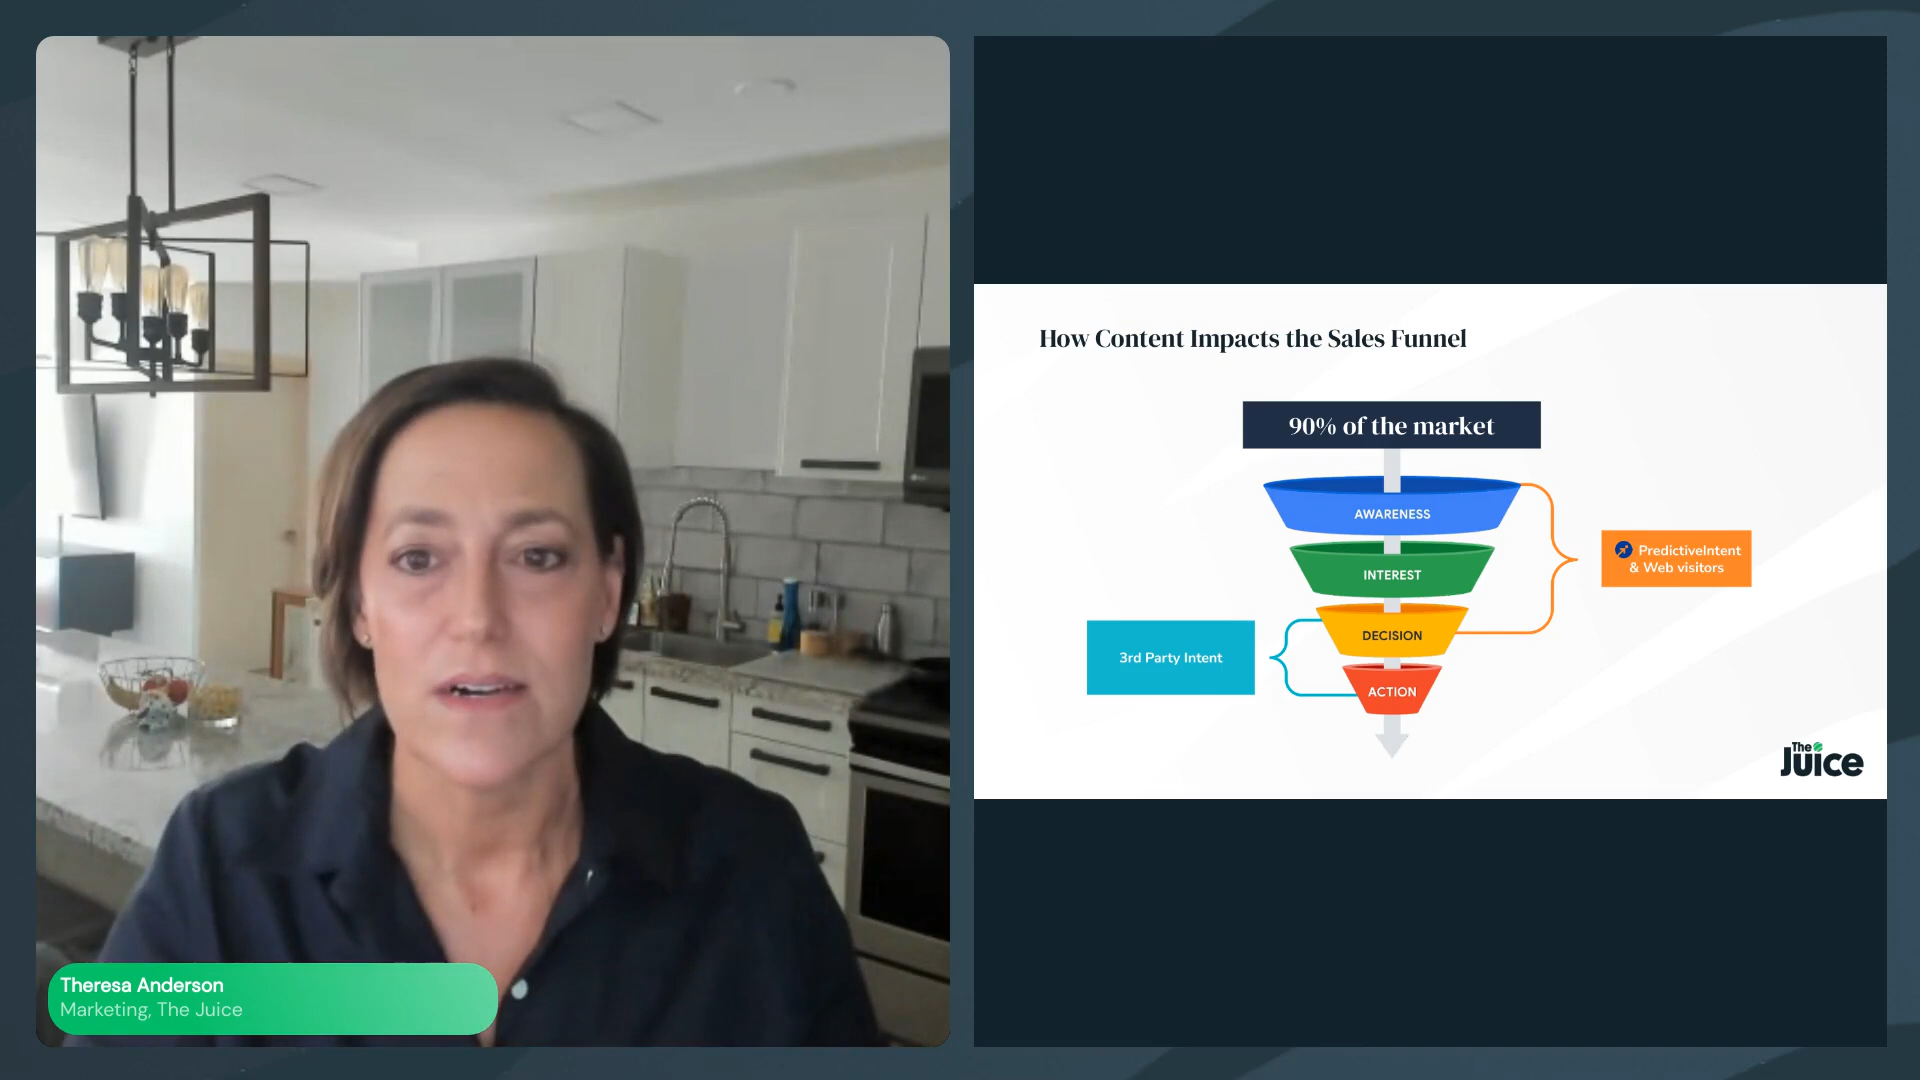 Theresa Anderson
Marketing, The Juice
How Content Impacts the Sales Funnel
90% of the market
AWARENESS
INTEREST
DECISION
ACTION
PredictiveIntent
& Web visitors
3rd Party Intent
The
Juice